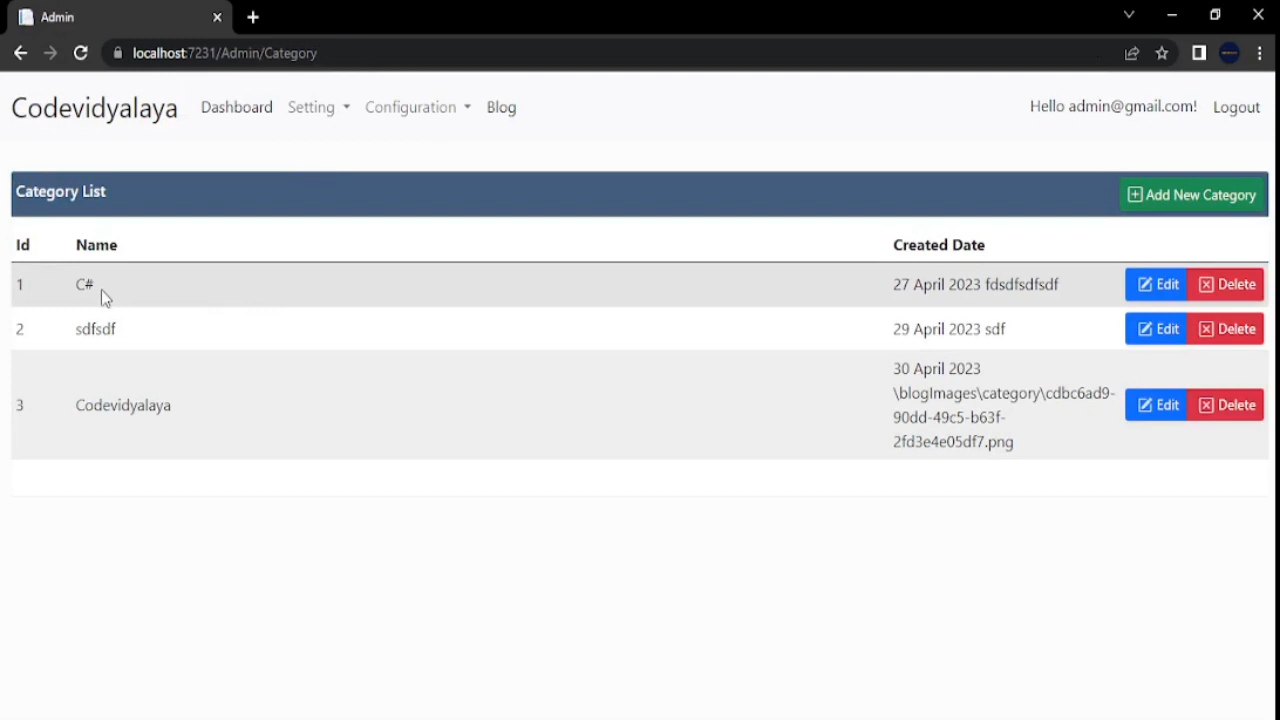 Admin
localhost:7231/Admin/Category
Codevidyalaya Dashboard Setting Configuration Blog Hello admin@gmail.com! Logout
Category List Add New Category
Id Name Created Date
1 C# 27 April 2023 fdsdfsdfsdf Edit Delete
2 sdfsdf 29 April 2023 sdf Edit Delete
3 Codevidyalaya 30 April 2023
\blogImages\category\cdbc6ad9-
90dd-49c5-b63f-
2fd3e4e05df7.png Edit Delete